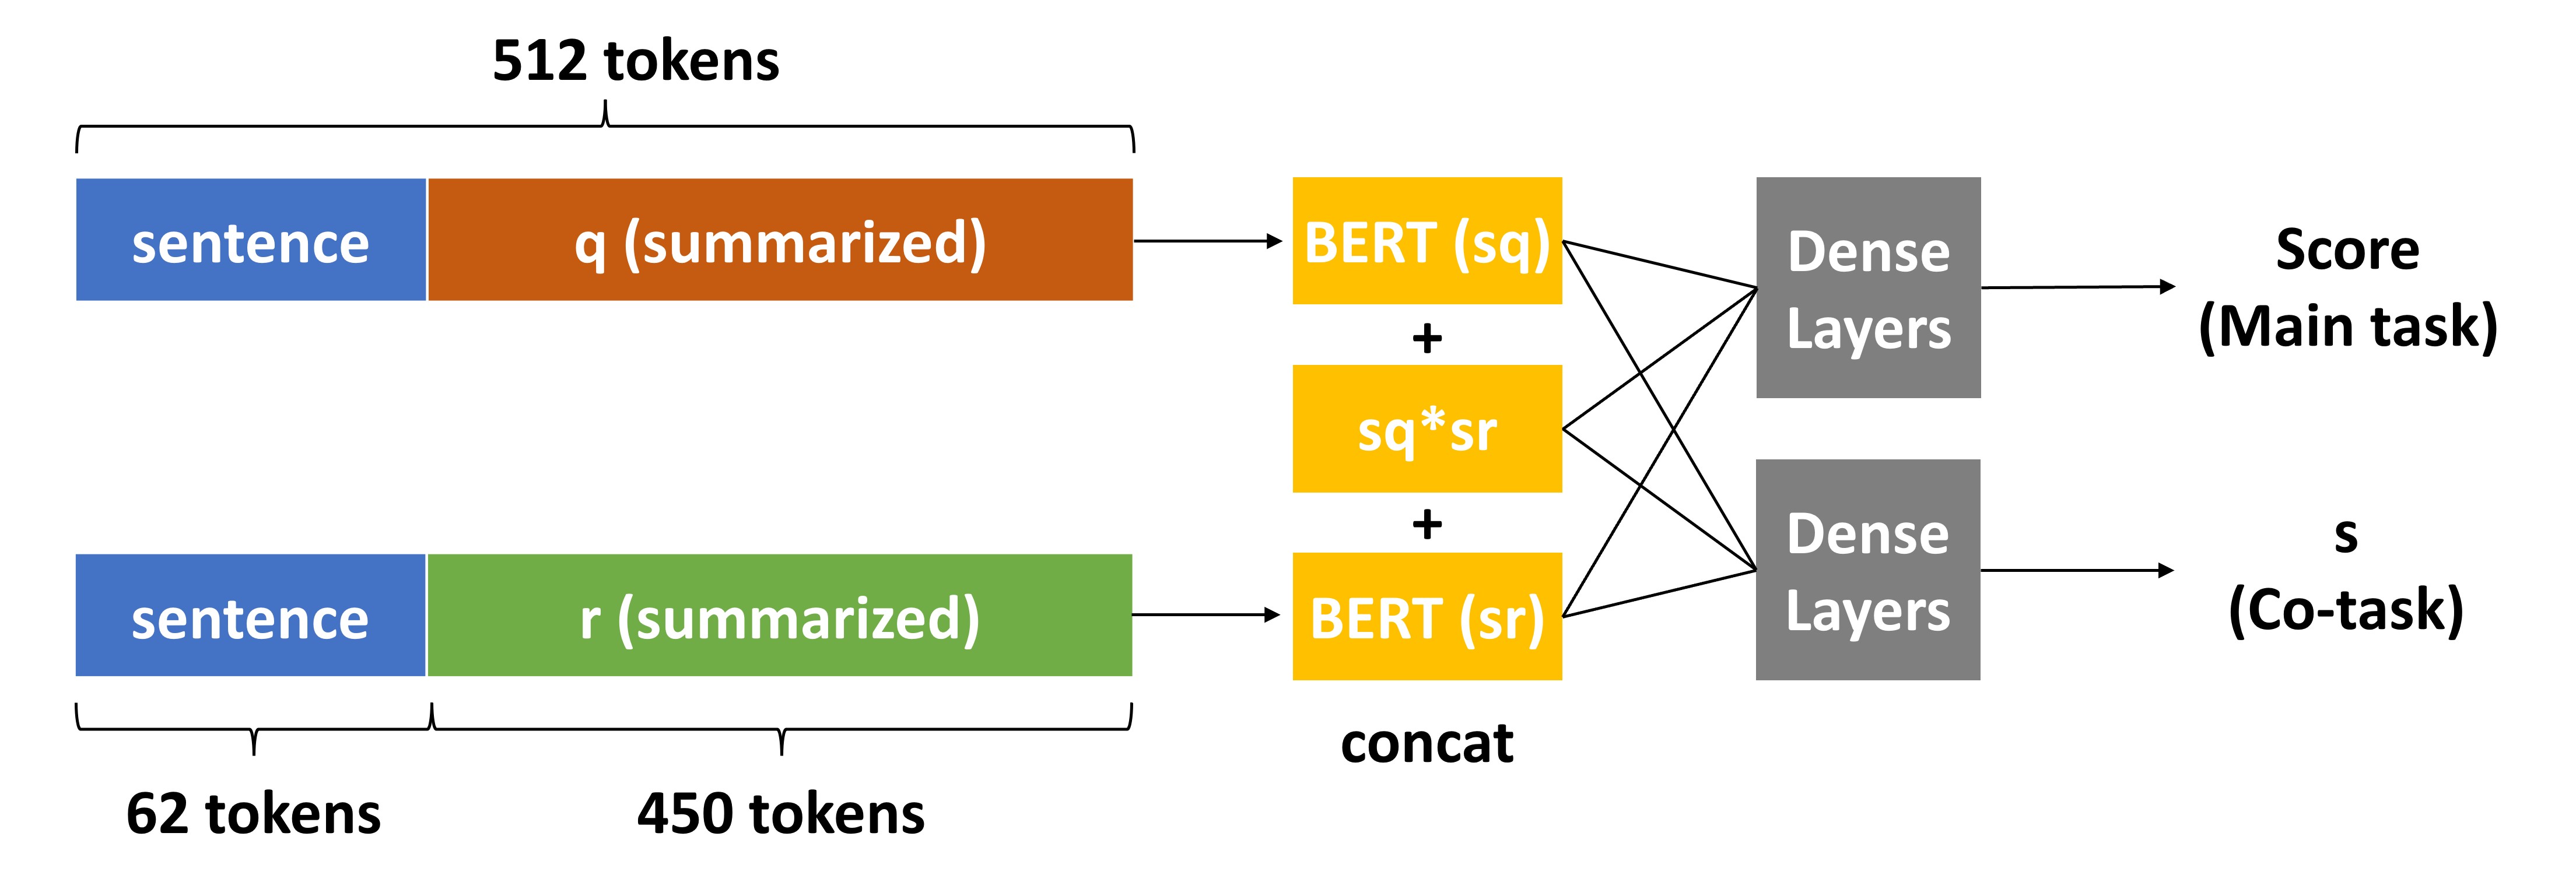 512 tokens
sentence
q (summarized)
BERT (sq)
+
sq*sr
+
BERT (sr)
concat
sentence
r (summarized)
62 tokens
450 tokens
Dense
Layers
Dense
Layers
Score
(Main task)
s
(Co-task)